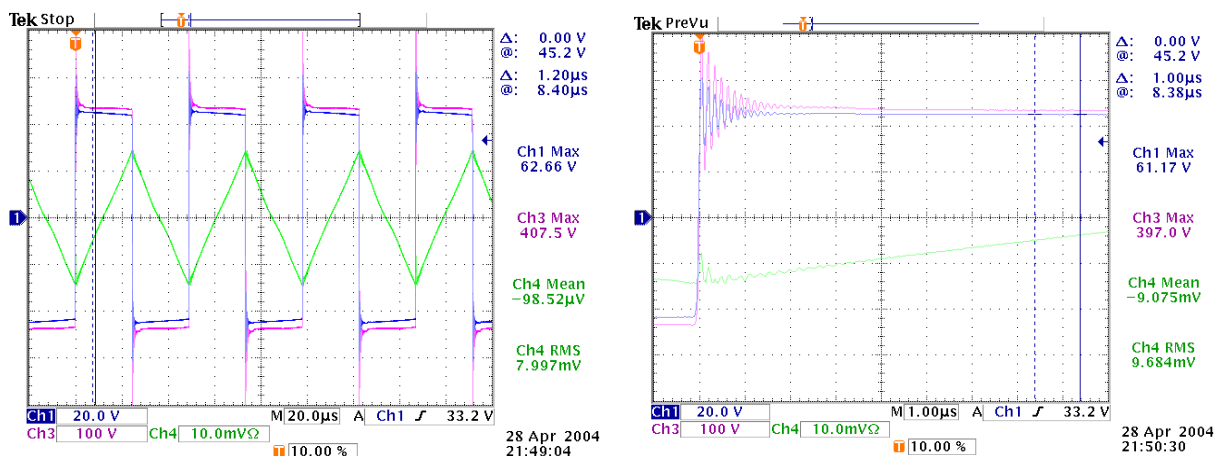 Tek Stop
T
T
Δ: 0.00 V
@: 45.2 V
Δ: 1.20µs
@: 8.40µs
Ch1 Max
62.66 V
1
Ch3 Max
407.5 V
Ch4 Mean
−98.52µV
Ch4 RMS
7.997mV
Ch1 20.0 V M 20.0µs A Ch1 33.2 V
Ch3 100 V Ch4 10.0mVΩ
T 10.00 %
28 Apr 2004
21:49:04
Tek PreVu
T
T
Δ: 0.00 V
@: 45.2 V
Δ: 1.00µs
@: 8.38µs
Ch1 Max
61.17 V
1
Ch3 Max
397.0 V
Ch4 Mean
−9.075mV
Ch4 RMS
9.684mV
Ch1 20.0 V M 1.00µs A Ch1 33.2 V
Ch3 100 V Ch4 10.0mVΩ
T 10.00 %
28 Apr 2004
21:50:30